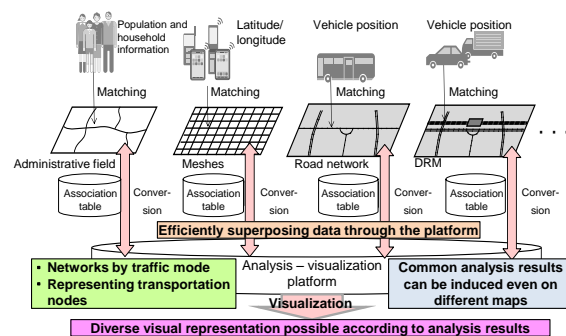 Population and
household
information
Latitude/
longitude
Vehicle position
Vehicle position
Matching
Matching
Matching
Matching
. . .
Administrative field
Meshes
Road network
DRM
Association
table
Conver-
sion
Association
table
Conver-
sion
Association
table
Conver-
sion
Association
table
Conver-
sion
Efficiently superposing data through the platform
• Networks by traffic mode
• Representing transportation
nodes
Analysis – visualization
platform
Common analysis results
can be induced even on
different maps
Visualization
Diverse visual representation possible according to analysis results